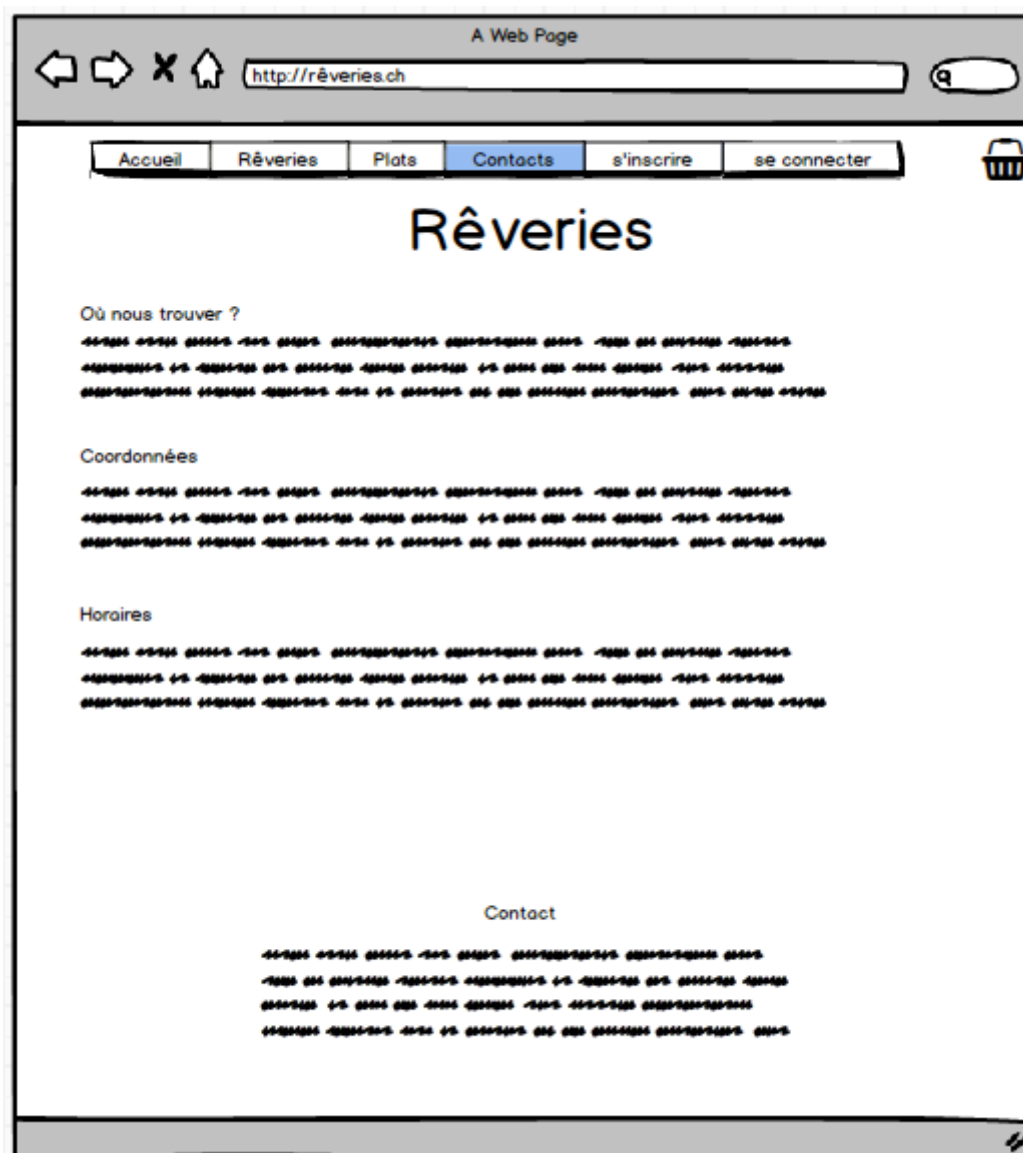 A Web Page
http://rêveries.ch
Accueil Rêveries Plats Contacts s'inscrire se connecter
Rêveries
Où nous trouver ?
Coordonnées
Horaires
Contact